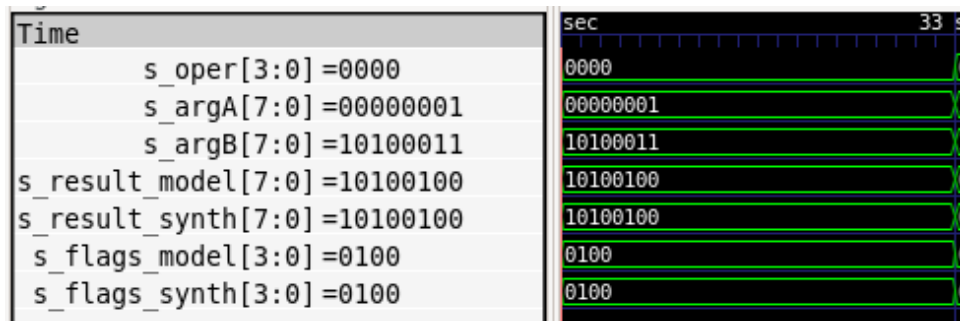 Time
s_oper[3:0]=0000
s_argA[7:0]=00000001
s_argB[7:0]=10100011
s_result_model[7:0]=10100100
s_result_synth[7:0]=10100100
s_flags_model[3:0]=0100
s_flags_synth[3:0]=0100
sec 33
0000
00000001
10100011
10100100
10100100
0100
0100